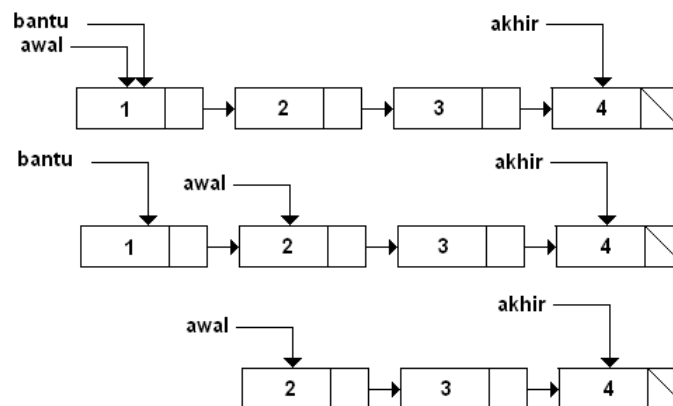 bantu
awal akhir
1 2 3 4
bantu akhir
awal
1 2 3 4
akhir
awal
2 3 4